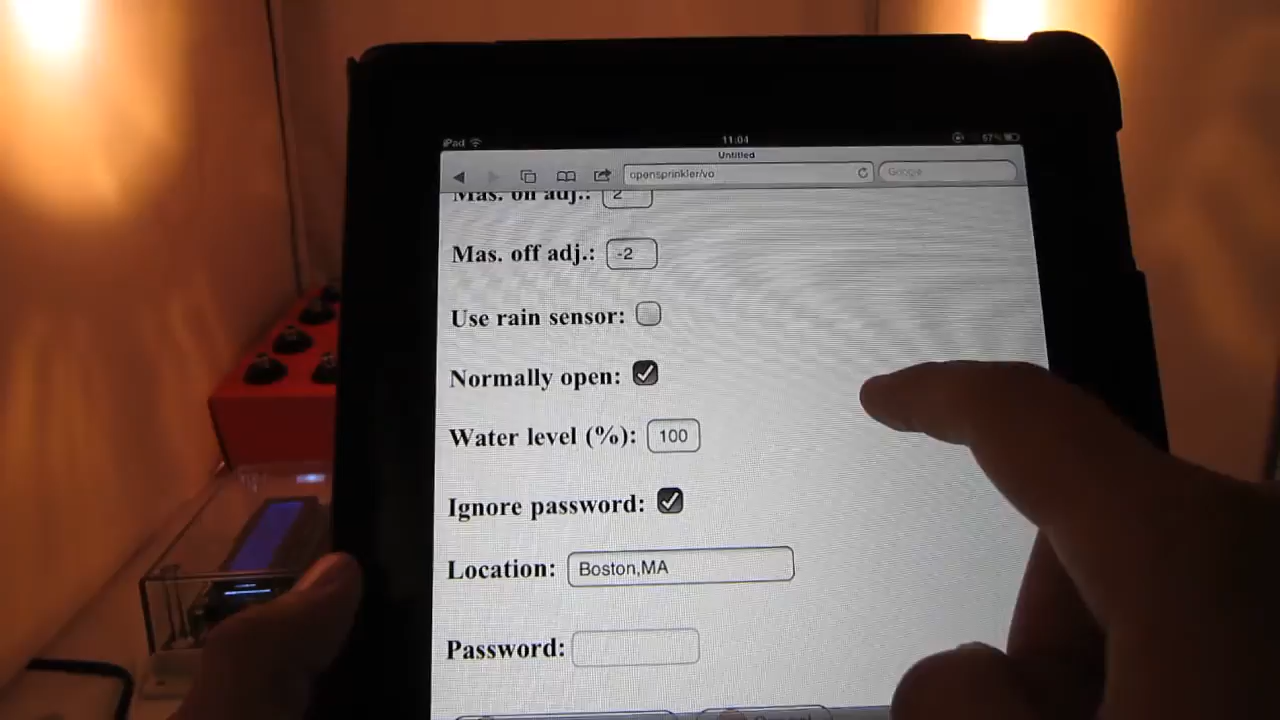 iPad 11:04 57%
Untitled
opensprinkler/vo Google
Mas. on adj.: 2
Mas. off adj.: -2
Use rain sensor:
Normally open:
Water level (%): 100
Ignore password:
Location: Boston,MA
Password: